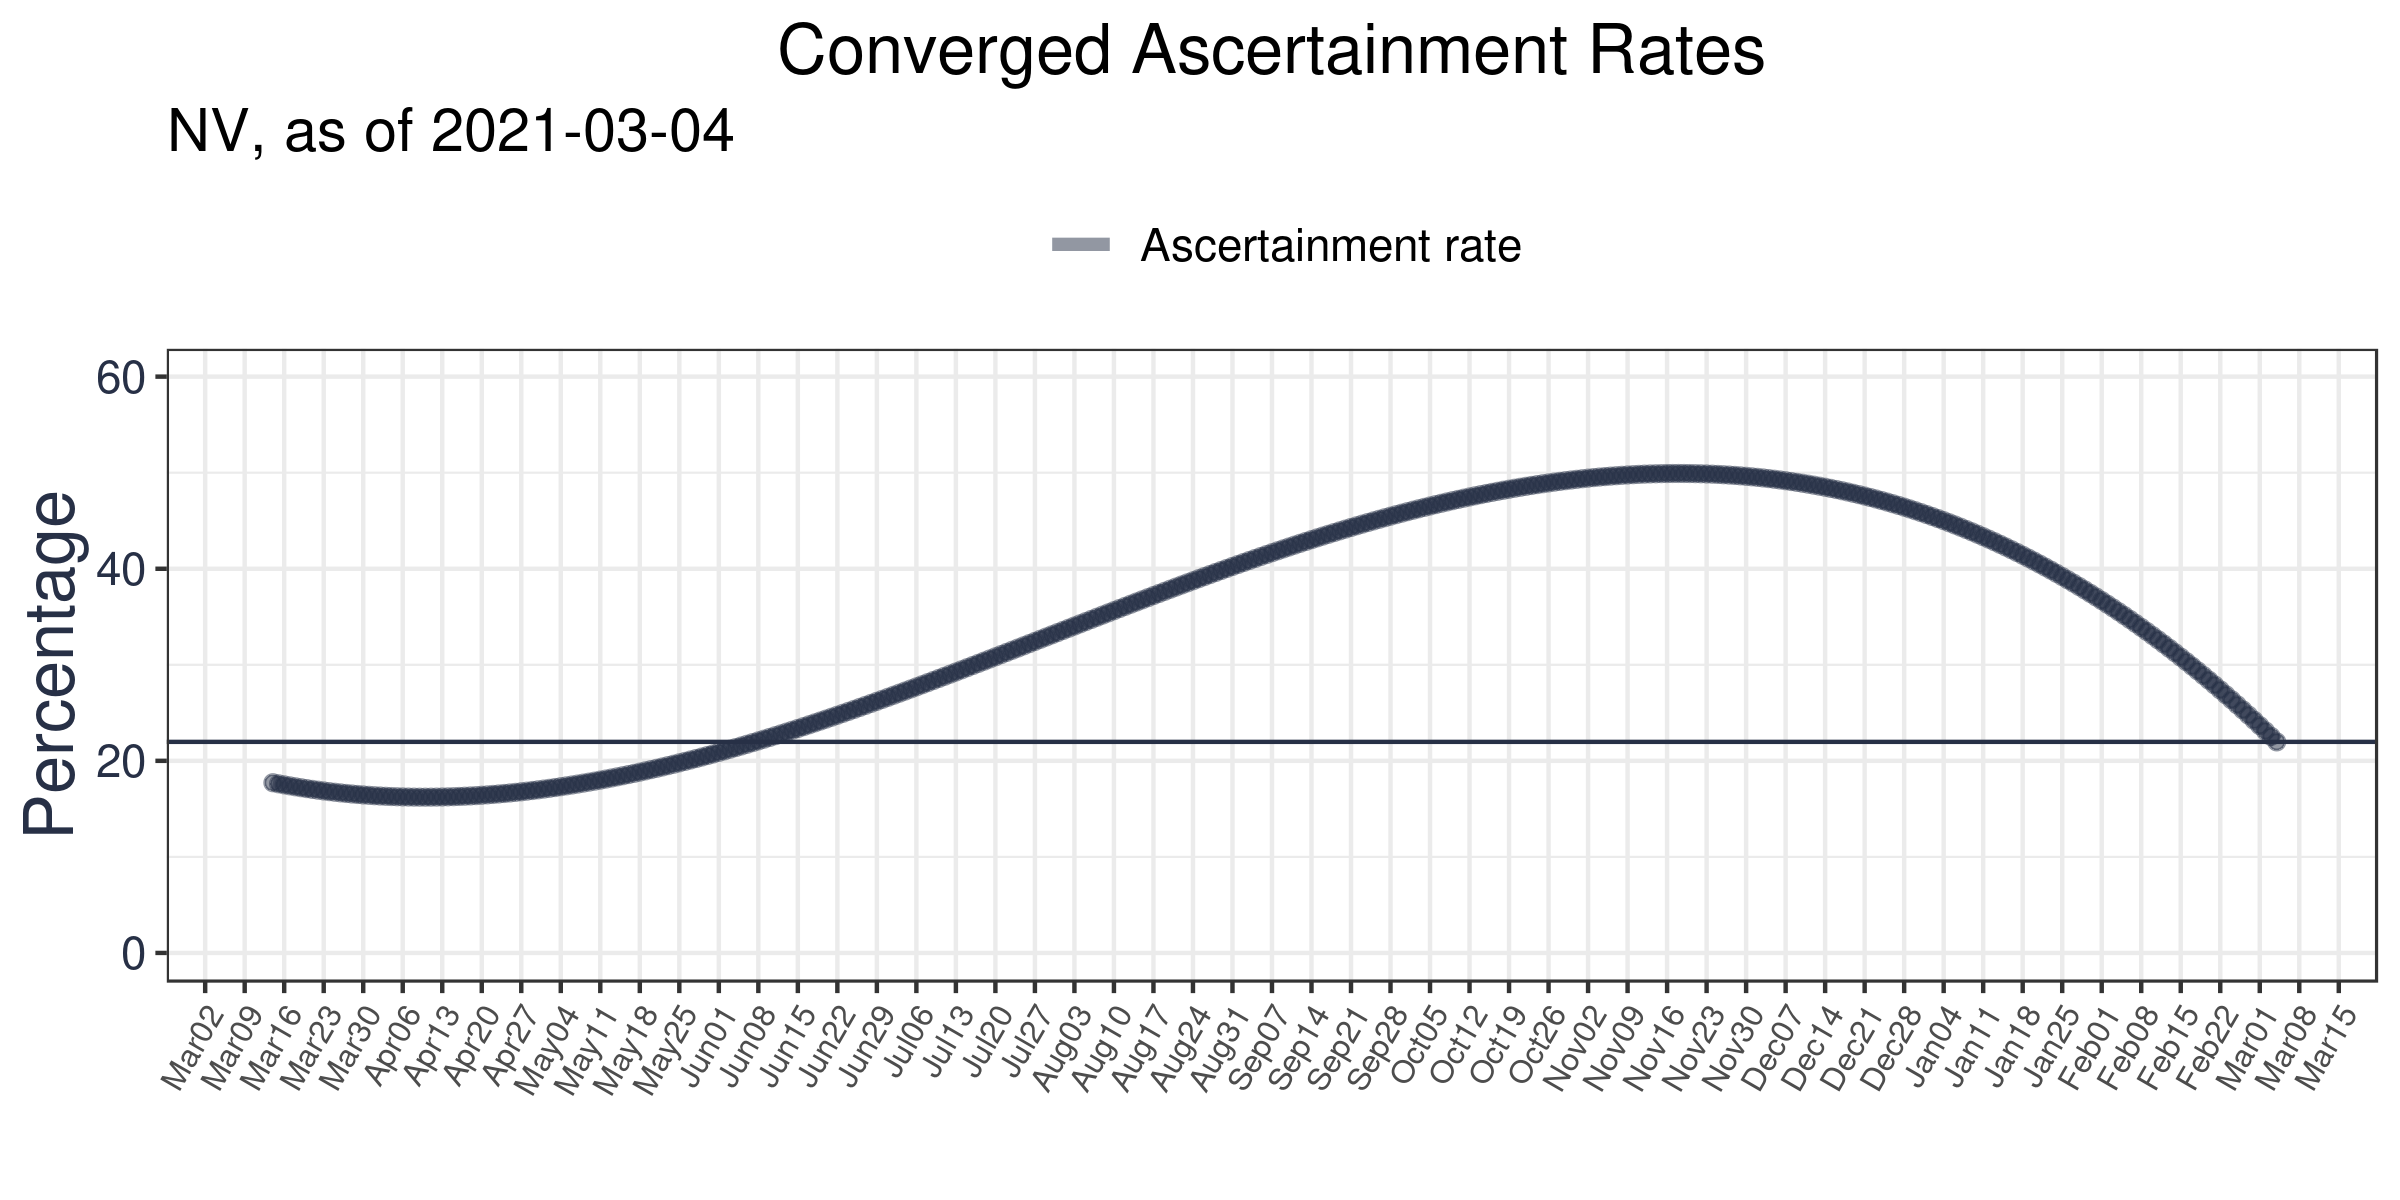 Converged Ascertainment Rates
NV, as of 2021-03-04
Ascertainment rate
Percentage
60
40
20
0
Mar02 Mar09 Mar16 Mar23 Mar30 Apr06 Apr13 Apr20 Apr27 May04 May11 May18 May25 Jun01 Jun08 Jun15 Jun22 Jun29 Jul06 Jul13 Jul20 Jul27 Aug03 Aug10 Aug17 Aug24 Aug31 Sep07 Sep14 Sep21 Sep28 Oct05 Oct12 Oct19 Oct26 Nov02 Nov09 Nov16 Nov23 Nov30 Dec07 Dec14 Dec21 Dec28 Jan04 Jan11 Jan18 Jan25 Feb01 Feb08 Feb15 Feb22 Mar01 Mar08 Mar15